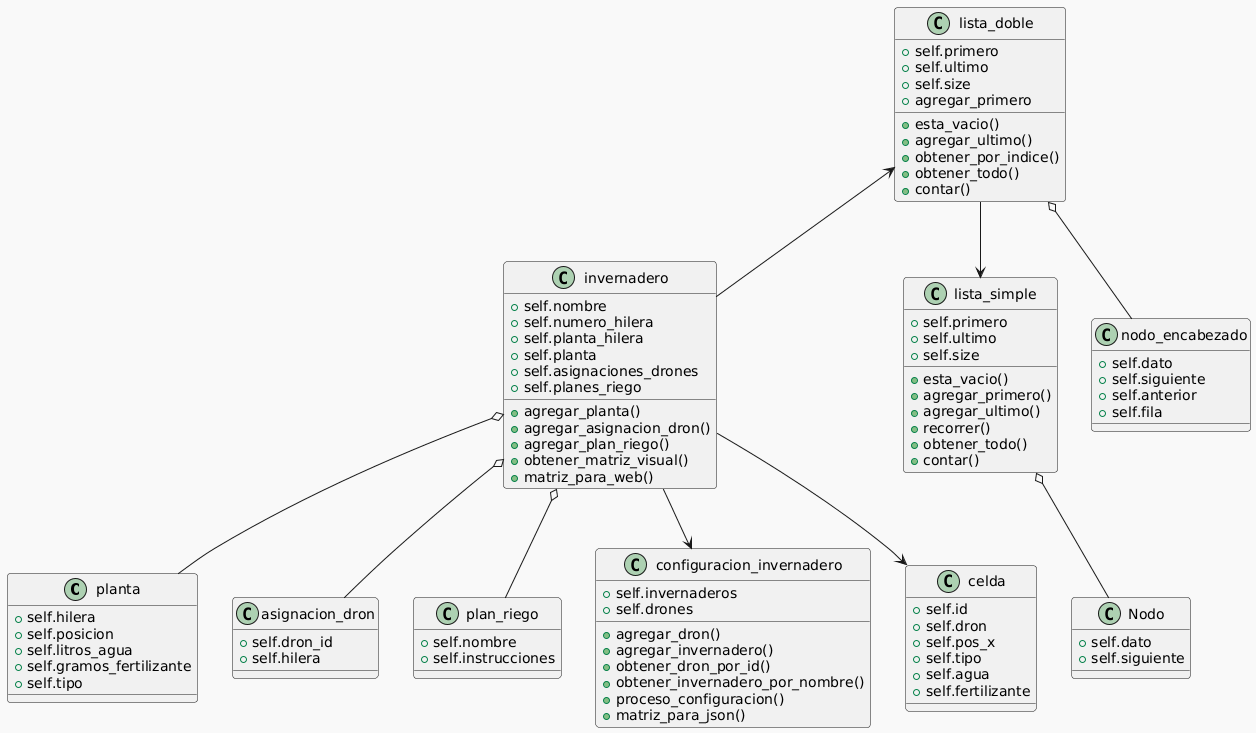 C lista_doble
self.primero
self.ultimo
self.size
agregar_primero
esta_vacio()
agregar_ultimo()
obtener_por_indice()
obtener_todo()
contar()
C invernadero
self.nombre
self.numero_hilera
self.planta_hilera
self.planta
self.asignaciones_drones
self.planes_riego
agregar_planta()
agregar_asignacion_dron()
agregar_plan_riego()
obtener_matriz_visual()
matriz_para_web()
C lista_simple
self.primero
self.ultimo
self.size
esta_vacio()
agregar_primero()
agregar_ultimo()
recorrer()
obtener_todo()
contar()
C nodo_encabezado
self.dato
self.siguiente
self.anterior
self.fila
C planta
self.hilera
self.posicion
self.litros_agua
self.gramos_fertilizante
self.tipo
C asignacion_dron
self.dron_id
self.hilera
C plan_riego
self.nombre
self.instrucciones
C configuracion_invernadero
self.invernaderos
self.drones
agregar_dron()
agregar_invernadero()
obtener_dron_por_id()
obtener_invernadero_por_nombre()
proceso_configuracion()
matriz_para_json()
C celda
self.id
self.dron
self.pos_x
self.tipo
self.agua
self.fertilizante
C Nodo
self.dato
self.siguiente